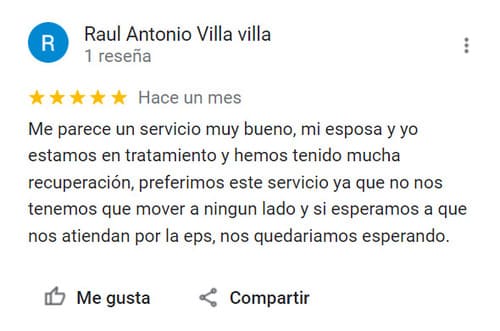 R
Raul Antonio Villa villa
1 reseña
Hace un mes
Me parece un servicio muy bueno, mi esposa y yo
estamos en tratamiento y hemos tenido mucha
recuperación, preferimos este servicio ya que no nos
tenemos que mover a ningun lado y si esperamos a que
nos atiendan por la eps, nos quedariamos esperando.
Me gusta
Compartir